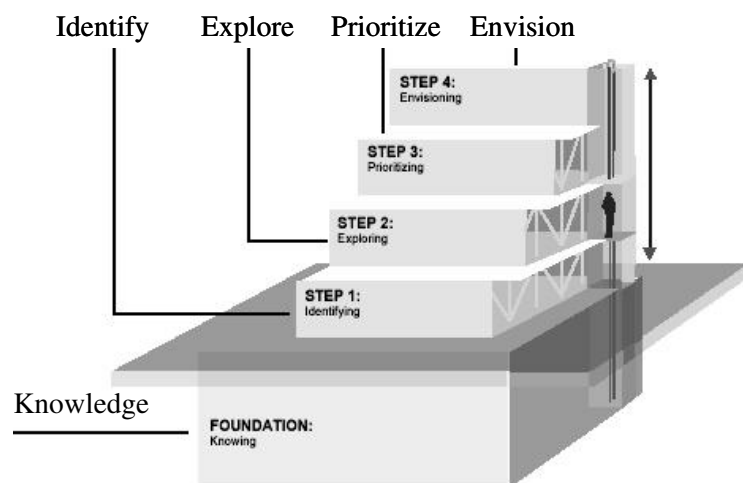 Identify Explore Prioritize Envision
STEP 4:
Envisioning
STEP 3:
Prioritizing
STEP 2:
Exploring
STEP 1:
Identifying
Knowledge
FOUNDATION:
Knowing